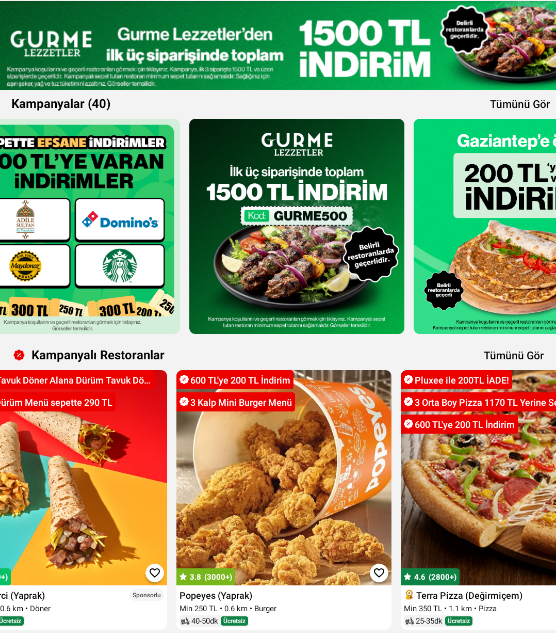 GURME
LEZZETLER
Gurme Lezzetler'den
ilk üç siparişinde toplam
1500 TL
İNDİRİM
Belirli
restoranlarda
geçerlidir.
Kampanyalar (40)
Tümünü Gör
PETTE EFSANE İNDİRİMLER
00 TL'YE VARAN
İNDİRİMLER
ADİLE
SULTAN
Domino's
Maydonoz
TL 300 TL 250 TL 300 TL 200 250
GURME
LEZZETLER
İlk üç siparişinde toplam
1500 TL İNDİRİM
Kod: GURME500
Belirli
restoranlarda
geçerlidir.
Gaziantep'e
200 TL'
İNDİRİ
Belirli
restoranlarda
geçerli
Kampanyalı Restoranlar
Tümünü Gör
Tavuk Döner Alana Dürüm Tavuk Dö...
Dürüm Menü sepette 290 TL
rci (Yaprak)
Sponsorlu
0.6 km • Döner
Ücretsiz
600 TL'ye 200 TL İndirim
3 Kalp Mini Burger Menü
POPEYES
3.8 (3000+)
Popeyes (Yaprak)
Min 250 TL • 0.6 km • Burger
40-50dk
Ücretsiz
Pluxee ile 200TL İADE!
3 Orta Boy Pizza 1170 TL Yerine Se
600 TL'ye 200 TL İndirim
4.6 (2800+)
Terra Pizza (Değirmiçem)
Min 350 TL • 1.1 km • Pizza
25-35dk
Ücretsiz